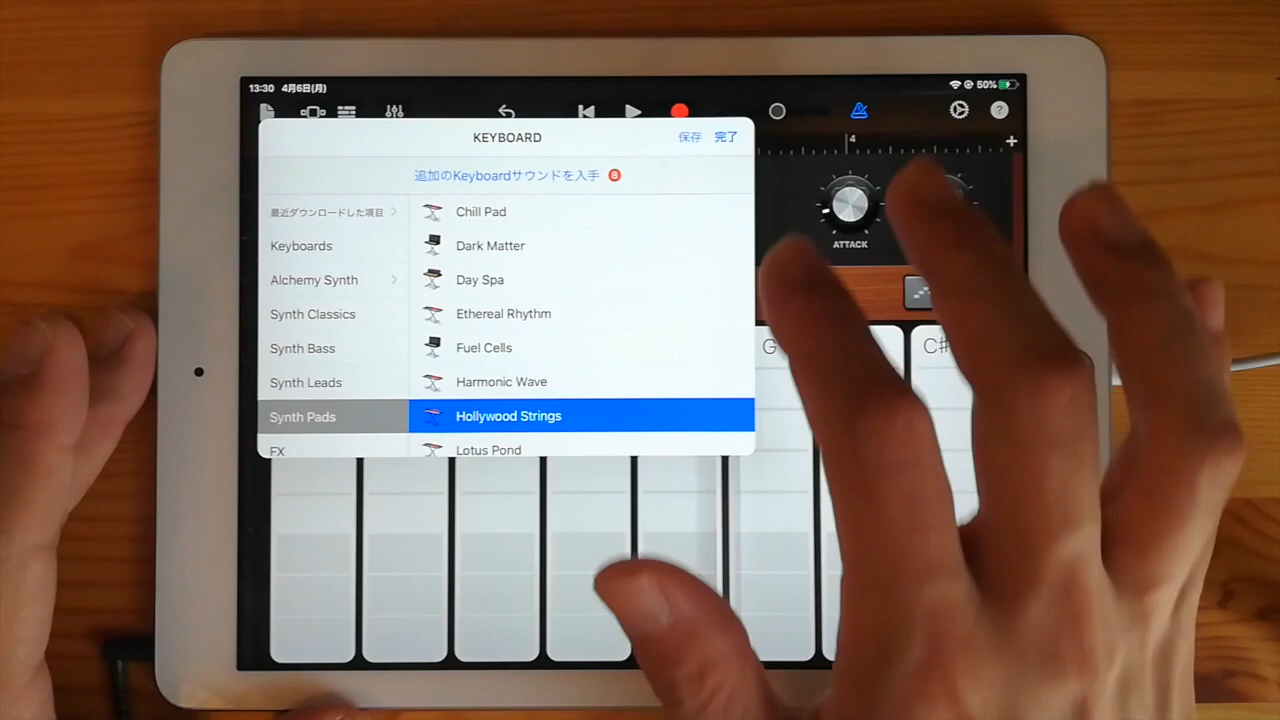 13:30 4月6日(月)
50%
KEYBOARD
保存 完了
追加のKeyboardサウンドを入手 8
最近ダウンロードした項目
Keyboards
Alchemy Synth
Synth Classics
Synth Bass
Synth Leads
Synth Pads
FX
Chill Pad
Dark Matter
Day Spa
Ethereal Rhythm
Fuel Cells
Harmonic Wave
Hollywood Strings
Lotus Pond
?
4
+
ATTACK
G
C#